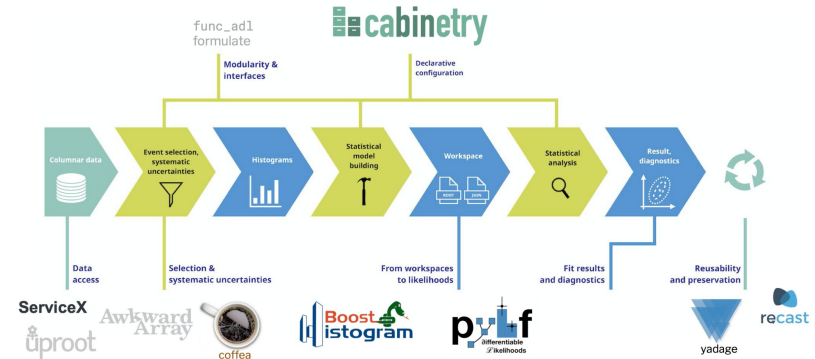 func_adl
formulate
cabinetry
Modularity &
interfaces
Declarative
configuration
Columnar data
Event selection,
systematic
uncertainties
Histograms
Statistical
model
building
Workspace
ROOT
JSON
Statistical
analysis
Result,
diagnostics
Data
access
Selection &
systematic uncertainties
From workspaces
to likelihoods
Fit results
and diagnostics
Reusability
and preservation
ServiceX
uproot
Awkward
Array
coffea
Boost
Histogram
pyhf
differentiable
Likelihoods
yadage
recast